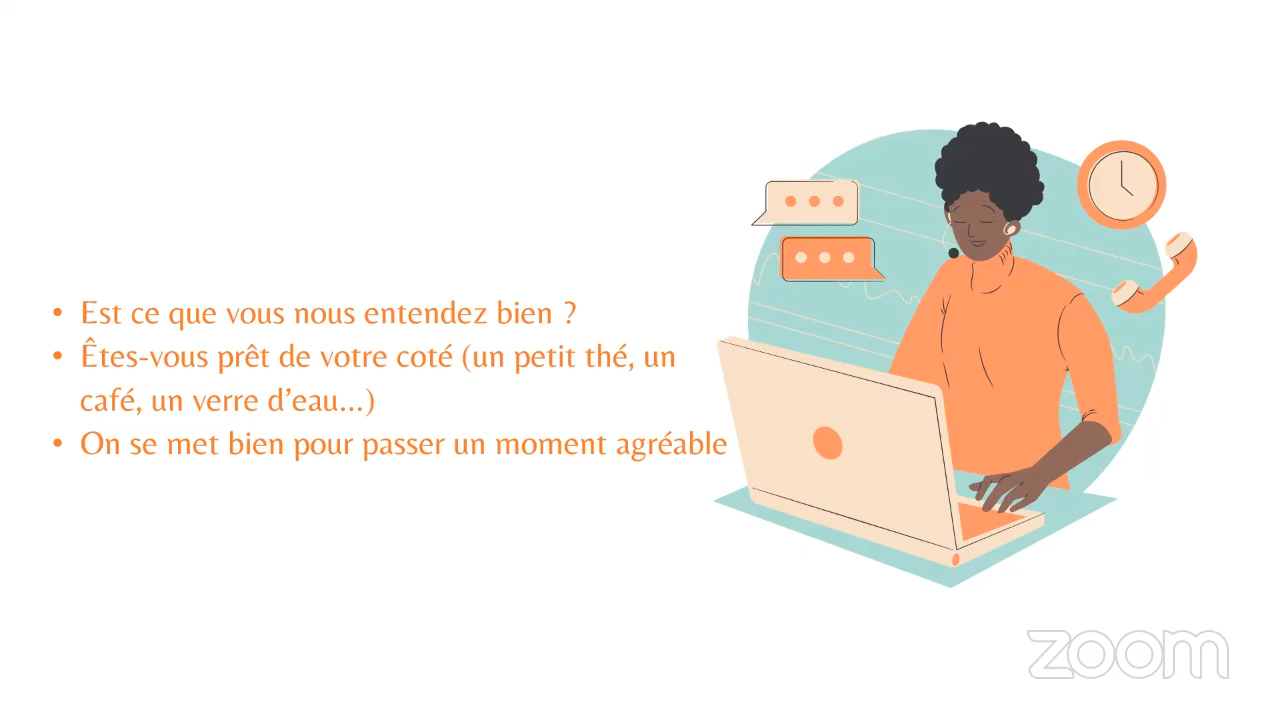 • Est ce que vous nous entendez bien ?
• Êtes-vous prêt de votre coté (un petit thé, un
café, un verre d’eau...)
• On se met bien pour passer un moment agréable
zoom